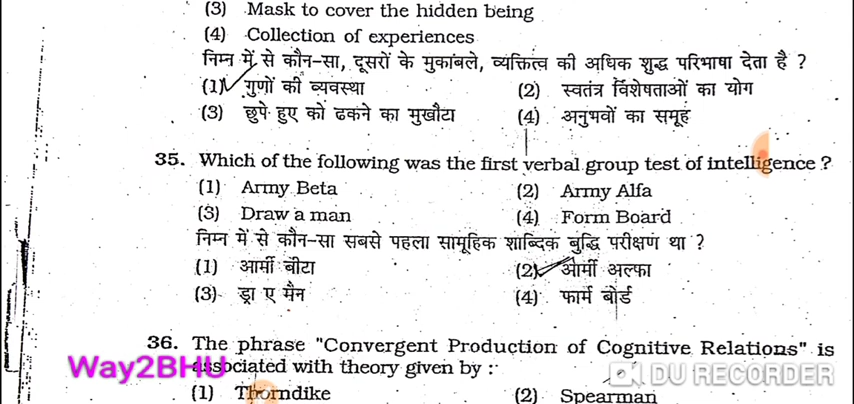 (3) Mask to cover the hidden being
(4) Collection of experiences
निम्न में से कौन-सा, दूसरों के मुकाबले, व्यक्तित्व की अधिक शुद्ध परिभाषा देता है ?
(1) गुणों की व्यवस्था (2) स्वतंत्र विशेषताओं का योग
(3) छुपे हुए को ढकने का मुखौटा (4) अनुभवों का समूह
35. Which of the following was the first verbal group test of intelligence ?
(1) Army Beta (2) Army Alfa
(3) Draw a man (4) Form Board
निम्न में से कौन-सा सबसे पहला सामूहिक शाब्दिक बुद्धि परीक्षण था ?
(1) आर्मी बीटा (2) आर्मी अल्फा
(3) ड्रा ए मैन (4) फार्म बोर्ड
36. The phrase "Convergent Production of Cognitive Relations" is
Way2BHU associated with theory given by :
DU RECORDER
(1) Thorndike (2) Spearman